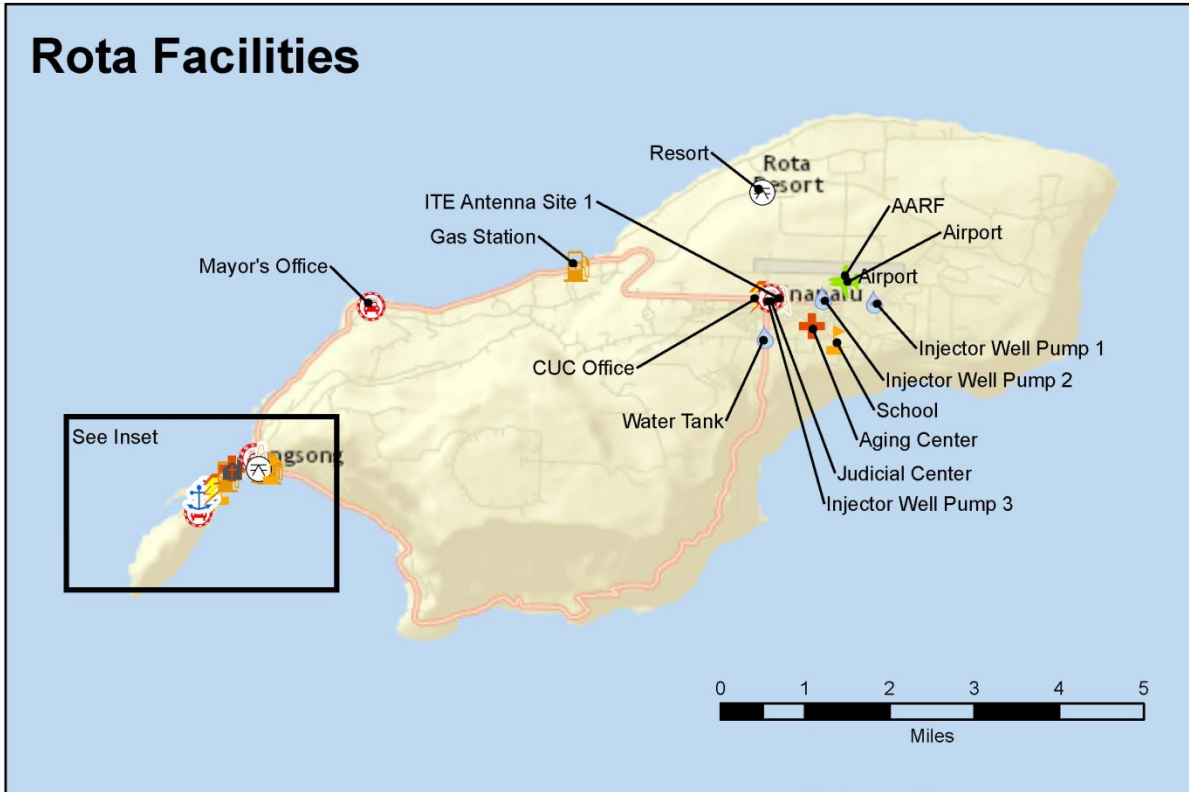 Rota Facilities
Resort
Rota
Resort
ITE Antenna Site 1
AARF
Gas Station
Airport
Mayor's Office
Airport
Injector Well Pump 1
CUC Office
Injector Well Pump 2
School
Water Tank
Aging Center
See Inset
Judicial Center
Injector Well Pump 3
0 1 2 3 4 5
Miles